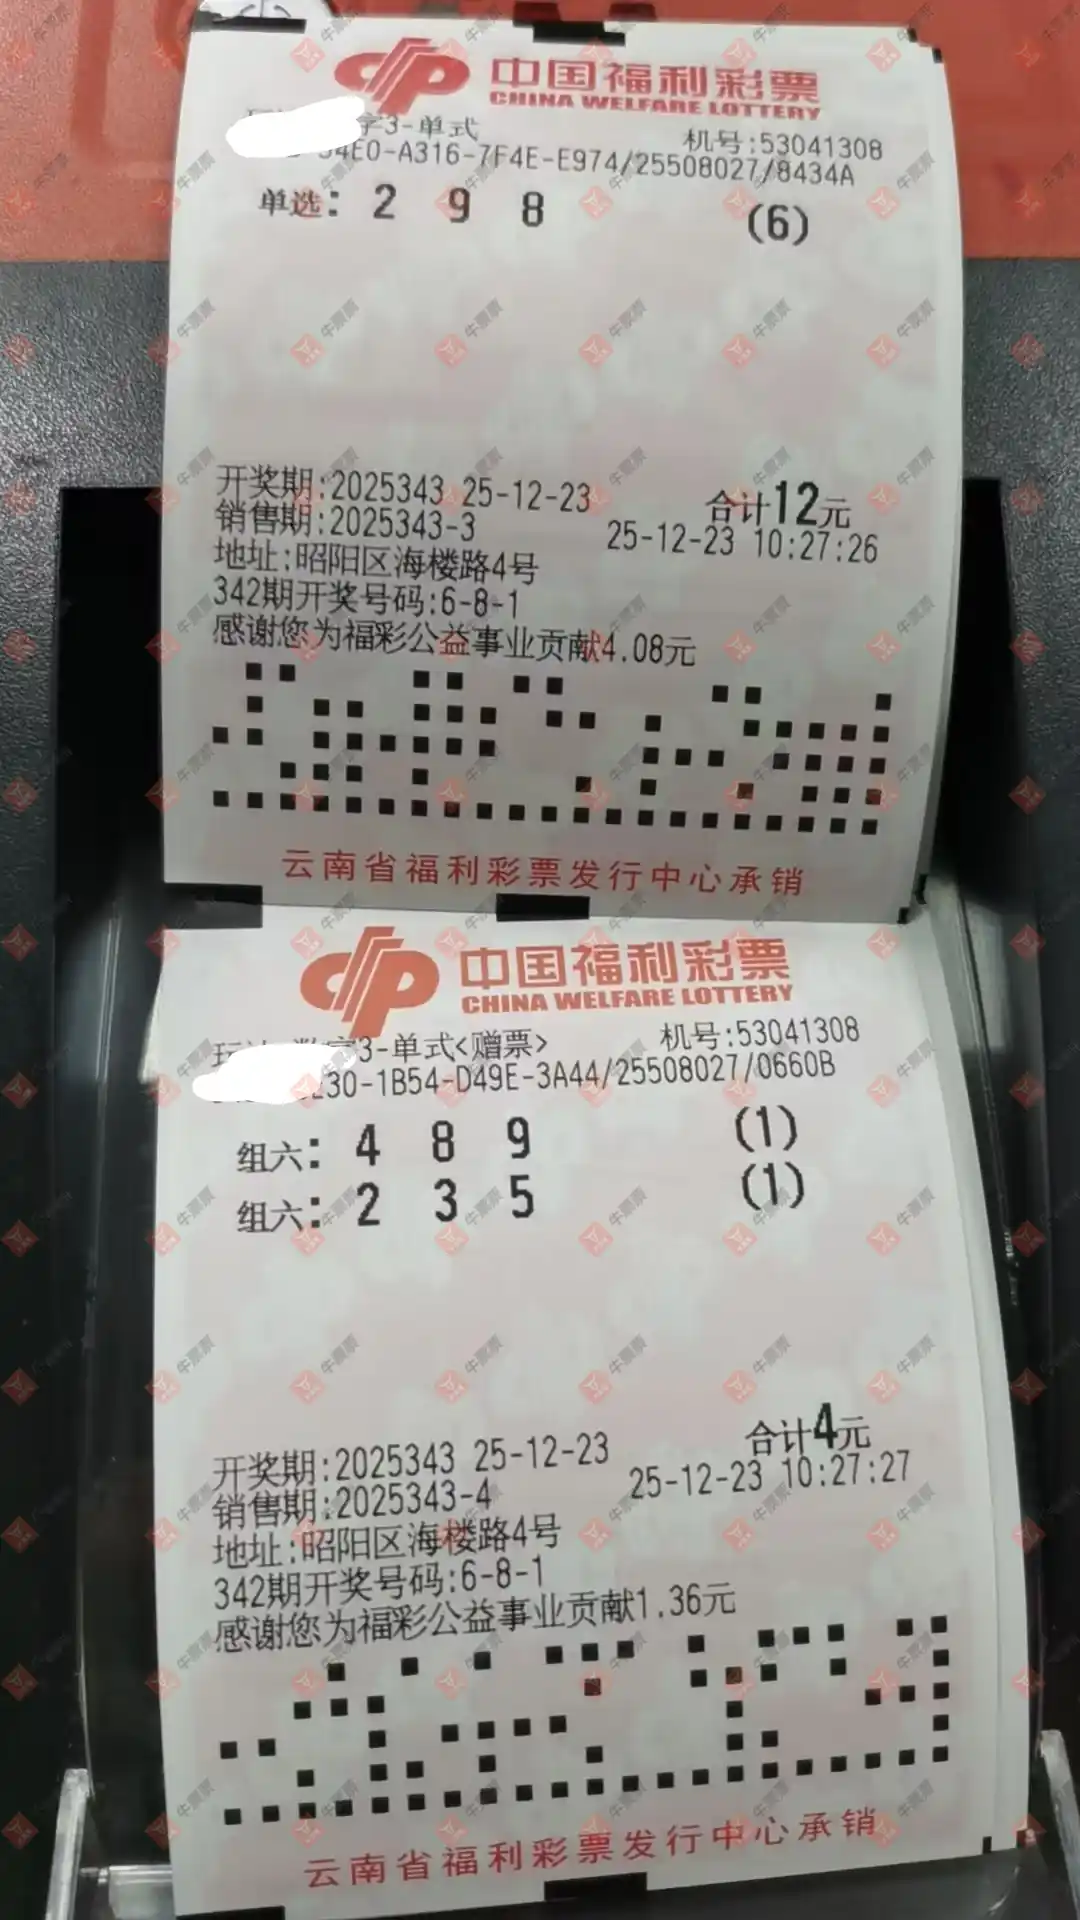 中国福利彩票
CHINA WELFARE LOTTERY
字3-单式
机号:53041308
34E0-A316-7F4E-E974/25508027/8434A
单选: 2 9 8 (6)
开奖期:2025343 25-12-23
合计12元
销售期:2025343-3
25-12-23 10:27:26
地址:昭阳区海楼路4号
342期开奖号码:6-8-1
感谢您为福彩公益事业贡献4.08元
云南省福利彩票发行中心承销
中国福利彩票
CHINA WELFARE LOTTERY
3-单式<赠票>
机号:53041308
E30-1B54-D49E-3A44/25508027/0660B
组六: 4 8 9 (1)
组六: 2 3 5 (1)
合计4元
开奖期:2025343 25-12-23
25-12-23 10:27:27
销售期:2025343-4
地址:昭阳区海楼路4号
342期开奖号码:6-8-1
感谢您为福彩公益事业贡献1.36元
云南省福利彩票发行中心承销
牛票票